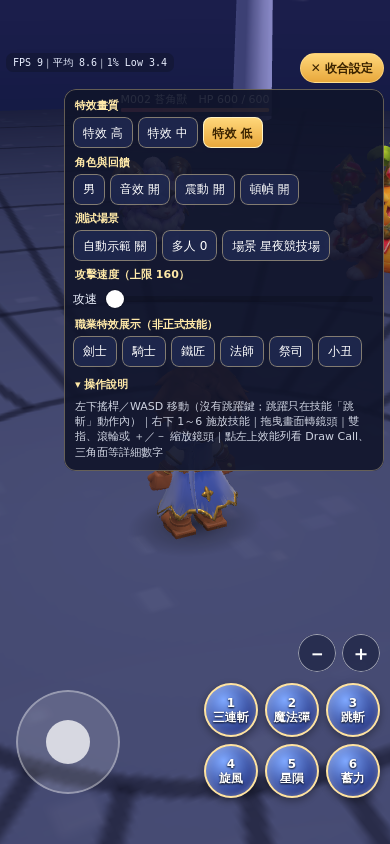 FPS 9｜平均 8.6｜1% Low 3.4
✕ 收合設定
M002 苔角獸 HP 600 / 600
特效畫質
特效 高 特效 中 特效 低
角色與回饋
男 音效 開 震動 開 頓幀 開
測試場景
自動示範 關 多人 0 場景 星夜競技場
攻擊速度（上限 160）
攻速
職業特效展示（非正式技能）
劍士 騎士 鐵匠 法師 祭司 小丑
▾ 操作說明
左下搖桿／WASD 移動（沒有跳躍鍵；跳躍只在技能「跳
斬」動作內）｜右下 1～6 施放技能｜拖曳畫面轉鏡頭｜雙
指、滾輪或 ＋／－ 縮放鏡頭｜點左上效能列看 Draw Call、
三角面等詳細數字
− +
1 2 3
三連斬 魔法彈 跳斬
4 5 6
旋風 星隕 蓄力